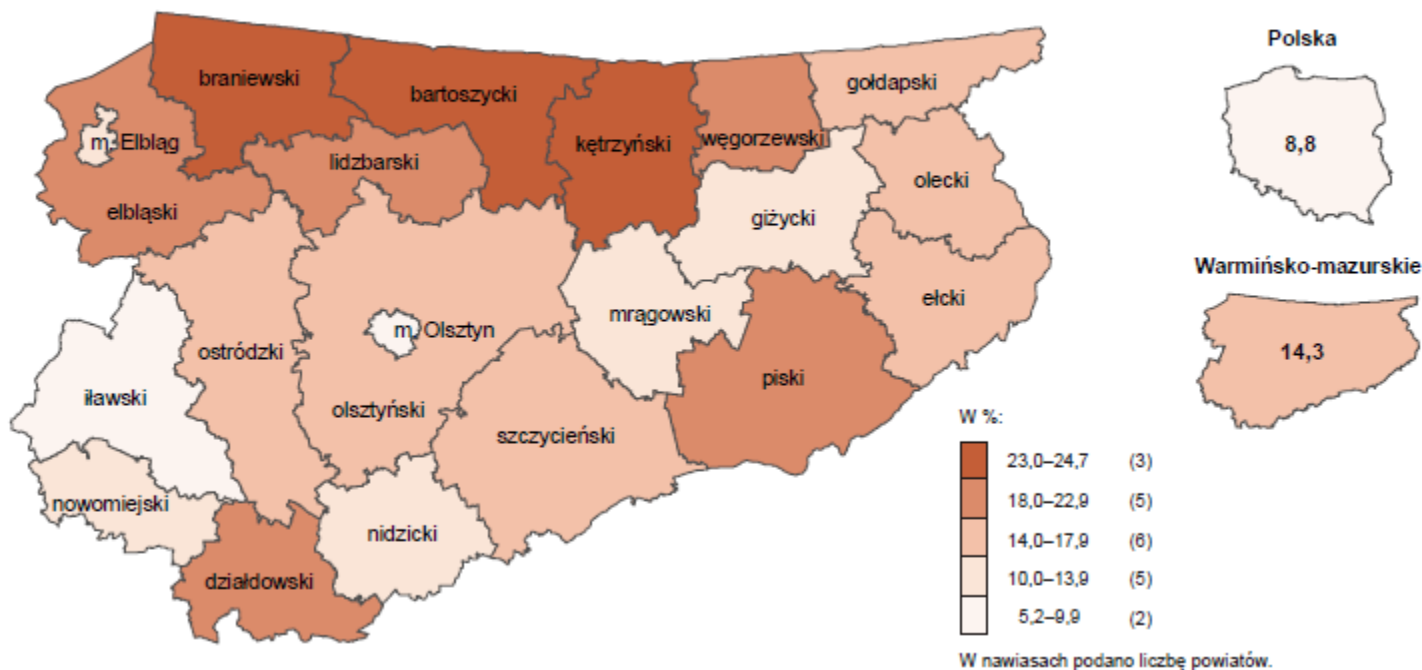 Polska
8,8
Warmińsko-mazurskie
14,3
braniewski
bartoszycki
gołdapski
m. Elbląg
lidzbarski
kętrzyński
węgorzewski
olecki
elbląski
giżycki
ełcki
mrągowski
m. Olsztyn
ostródzki
piski
iławski
olsztyński
szczycieński
nowomiejski
nidzicki
działdowski
W %:
23,0–24,7 (3)
18,0–22,9 (5)
14,0–17,9 (6)
10,0–13,9 (5)
5,2–9,9 (2)
W nawiasach podano liczbę powiatów.